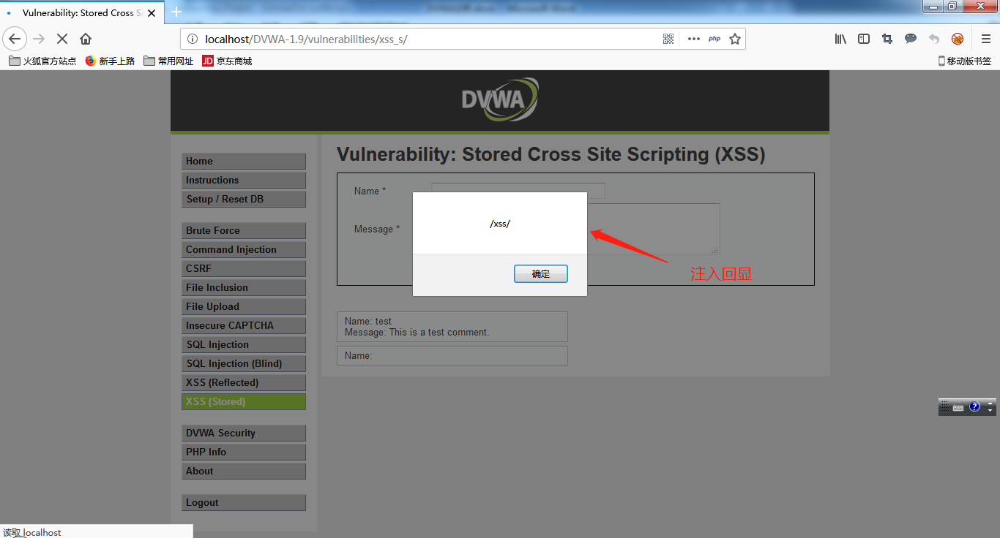 Vulnerability: Stored Cross Si
localhost/DVWA-1.9/vulnerabilities/xss_s/
php
火狐官方站点
新手上路
常用网址
JD 京东商城
移动版书签
DVWA
Home
Instructions
Setup / Reset DB
Brute Force
Command Injection
CSRF
File Inclusion
File Upload
Insecure CAPTCHA
SQL Injection
SQL Injection (Blind)
XSS (Reflected)
XSS (Stored)
DVWA Security
PHP Info
About
Logout
Vulnerability: Stored Cross Site Scripting (XSS)
Name *
Message *
/xss/
确定
注入回显
Name: test
Message: This is a test comment.
Name:
读取 localhost